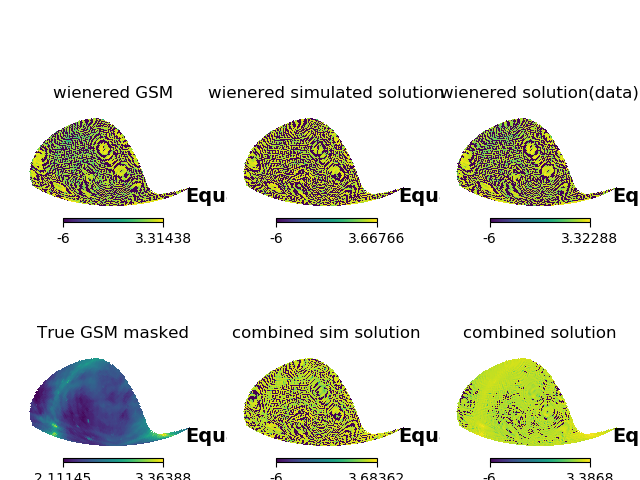 wienered GSM
wienered simulated solution
wienered solution(data)
Equ
Equ
Eq
-6 3.31438
-6 3.66766
-6 3.32288
True GSM masked
combined sim solution
combined solution
Equ
Equ
Eq
2.11145 3.36388
-6 3.68362
-6 3.3868